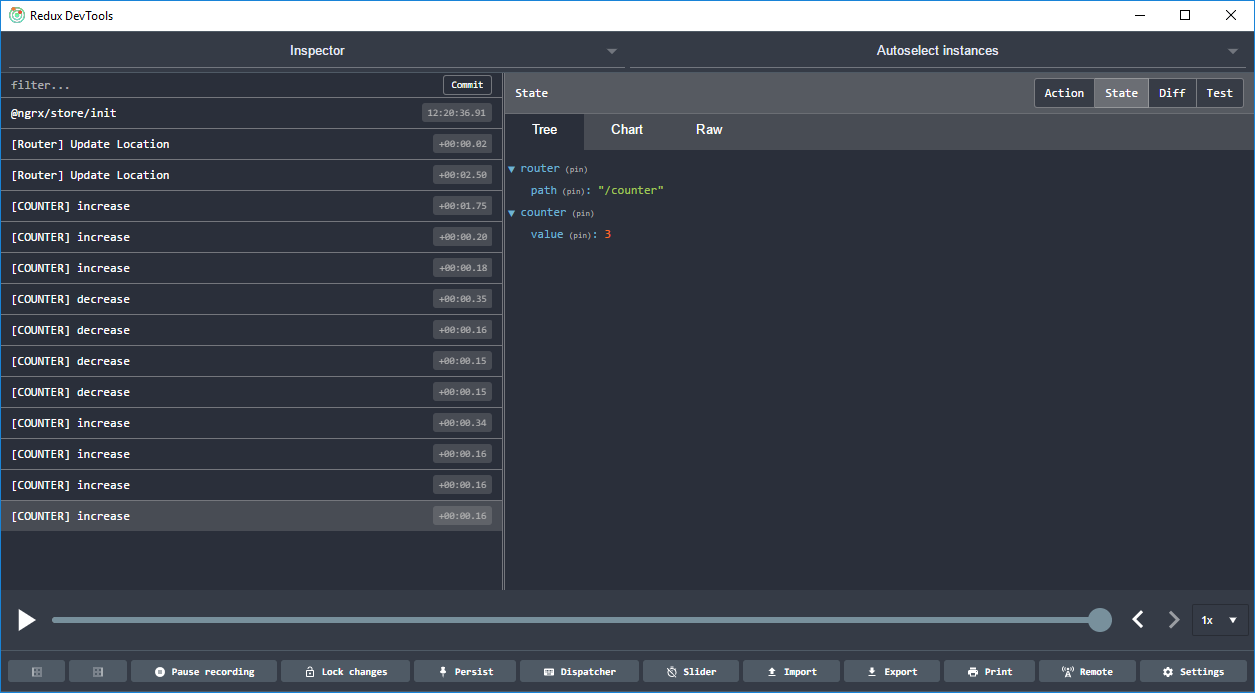 Redux DevTools
Inspector
Autoselect instances
filter...
Commit
@ngrx/store/init 12:20:36.91
[Router] Update Location +00:00.02
[Router] Update Location +00:02.50
[COUNTER] increase +00:01.75
[COUNTER] increase +00:00.20
[COUNTER] increase +00:00.18
[COUNTER] decrease +00:00.35
[COUNTER] decrease +00:00.16
[COUNTER] decrease +00:00.15
[COUNTER] decrease +00:00.15
[COUNTER] increase +00:00.34
[COUNTER] increase +00:00.16
[COUNTER] increase +00:00.16
[COUNTER] increase +00:00.16
State
Action State Diff Test
Tree Chart Raw
router (pin)
path (pin): "/counter"
counter (pin)
value (pin): 3
1x
Pause recording Lock changes Persist Dispatcher Slider Import Export Print Remote Settings